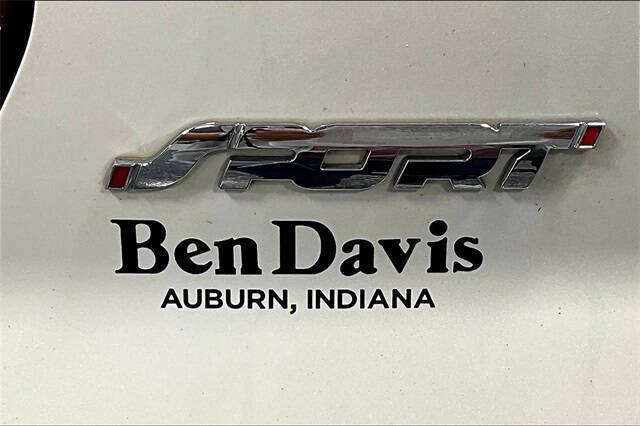 SPORT
Ben Davis
AUBURN, INDIANA